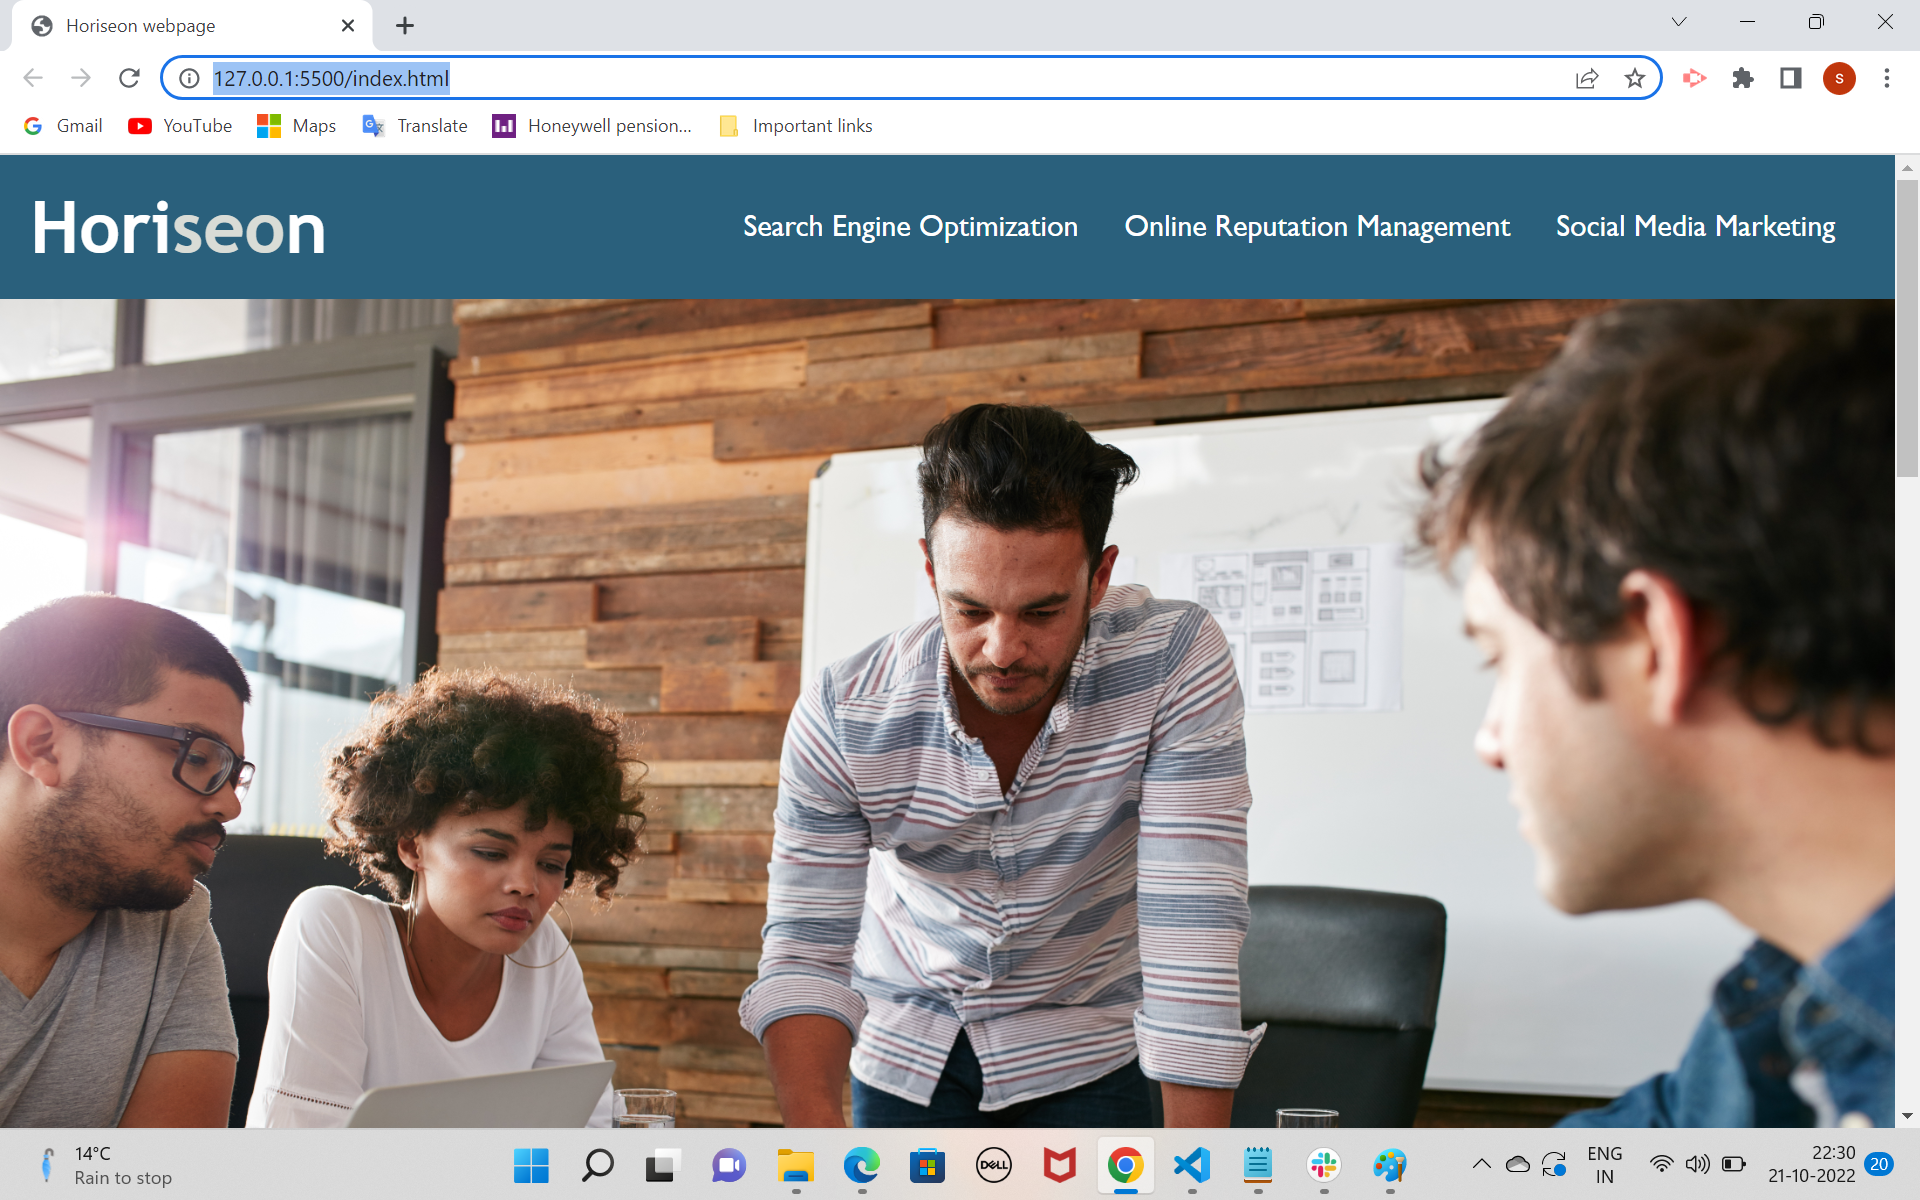 Horiseon webpage
127.0.0.1:5500/index.html
S
Gmail
YouTube
Maps
Translate
Honeywell pension...
Important links
Horiseon
Search Engine Optimization
Online Reputation Management
Social Media Marketing
14°C
Rain to stop
DELL
ENG
IN
22:30
21-10-2022
20